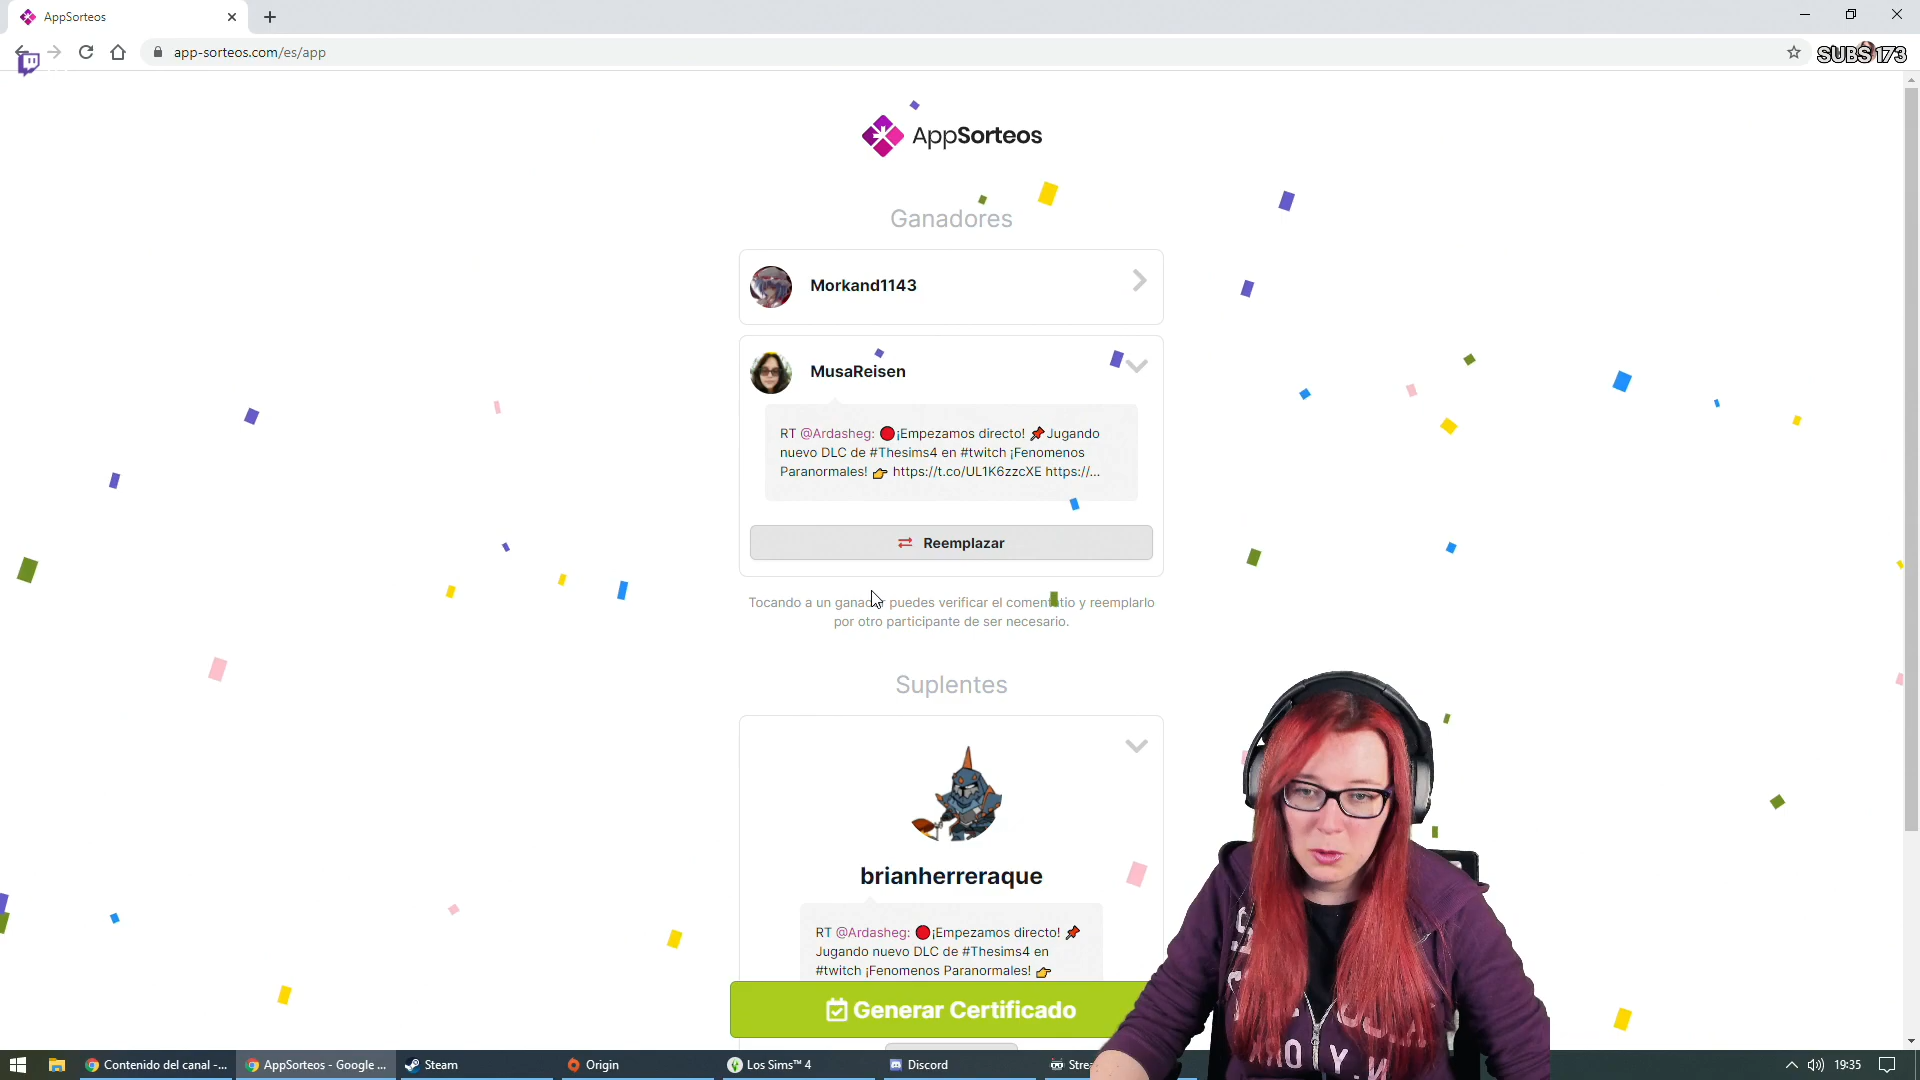 AppSorteos
app-sorteos.com/es/app
SUBS 173
AppSorteos
Ganadores
Morkand1143
MusaReisen
RT @Ardasheg: 🔴¡Empezamos directo! 📌Jugando
nuevo DLC de #Thesims4 en #twitch ¡Fenomenos
Paranormales! 👉 https://t.co/UL1K6zzcXE https://...
Reemplazar
Tocando a un ganador puedes verificar el comentatio y reemplarlo
por otro participante de ser necesario.
Suplentes
brianherreraque
RT @Ardasheg: 🔴¡Empezamos directo! 📌
Jugando nuevo DLC de #Thesims4 en
#twitch ¡Fenomenos Paranormales! 👉
Generar Certificado
Contenido del canal -...
AppSorteos - Google ...
Steam
Origin
Los Sims™ 4
Discord
Strea
19:35